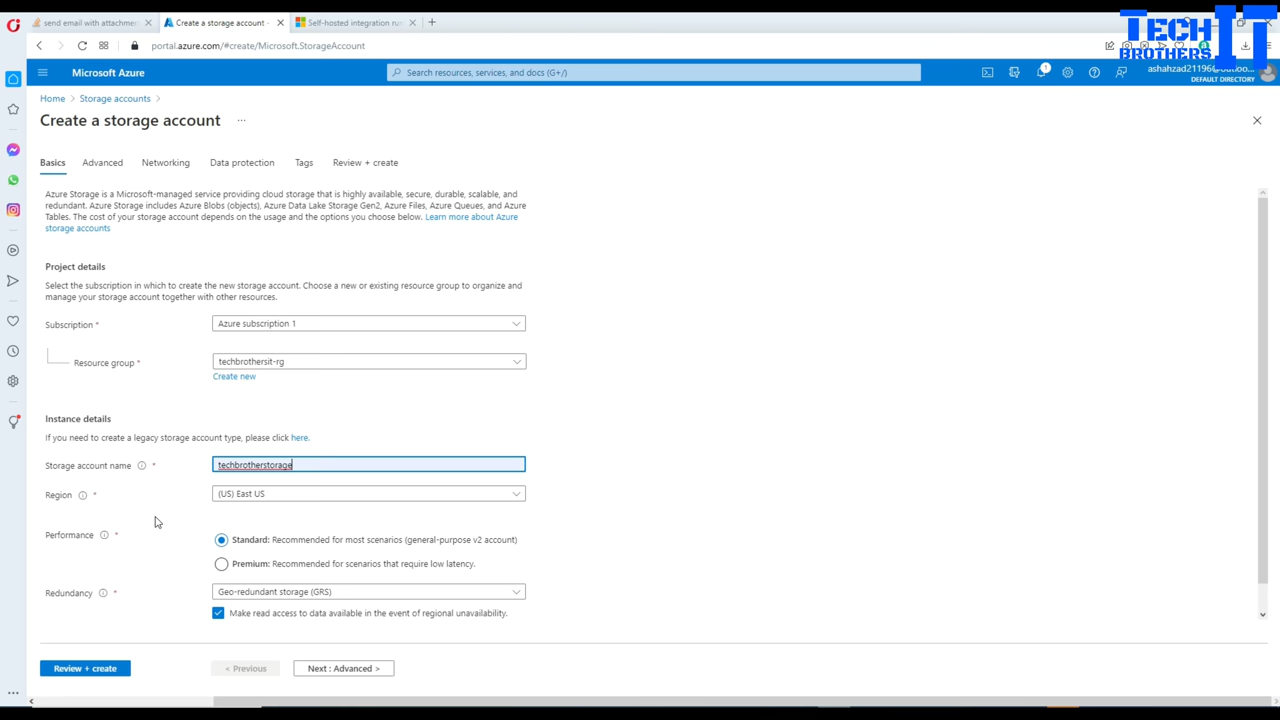 send email with attachment
Create a storage account -
Self-hosted integration run
portal.azure.com/#create/Microsoft.StorageAccount
TECH IT
BROTHERS
Microsoft Azure
Search resources, services, and docs (G+/)
1
DEFAULT DIRECTORY
Home > Storage accounts >
Create a storage account ...
Basics Advanced Networking Data protection Tags Review + create
Azure Storage is a Microsoft-managed service providing cloud storage that is highly available, secure, durable, scalable, and
redundant. Azure Storage includes Azure Blobs (objects), Azure Data Lake Storage Gen2, Azure Files, Azure Queues, and Azure
Tables. The cost of your storage account depends on the usage and the options you choose below. Learn more about Azure
storage accounts
Project details
Select the subscription in which to create the new storage account. Choose a new or existing resource group to organize and
manage your storage account together with other resources.
Subscription * Azure subscription 1
Resource group * techbrothersit-rg
Create new
Instance details
If you need to create a legacy storage account type, please click here.
Storage account name * techbrotherstorage
Region * (US) East US
Performance * Standard: Recommended for most scenarios (general-purpose v2 account)
Premium: Recommended for scenarios that require low latency.
Redundancy * Geo-redundant storage (GRS)
Make read access to data available in the event of regional unavailability.
Review + create < Previous Next : Advanced >